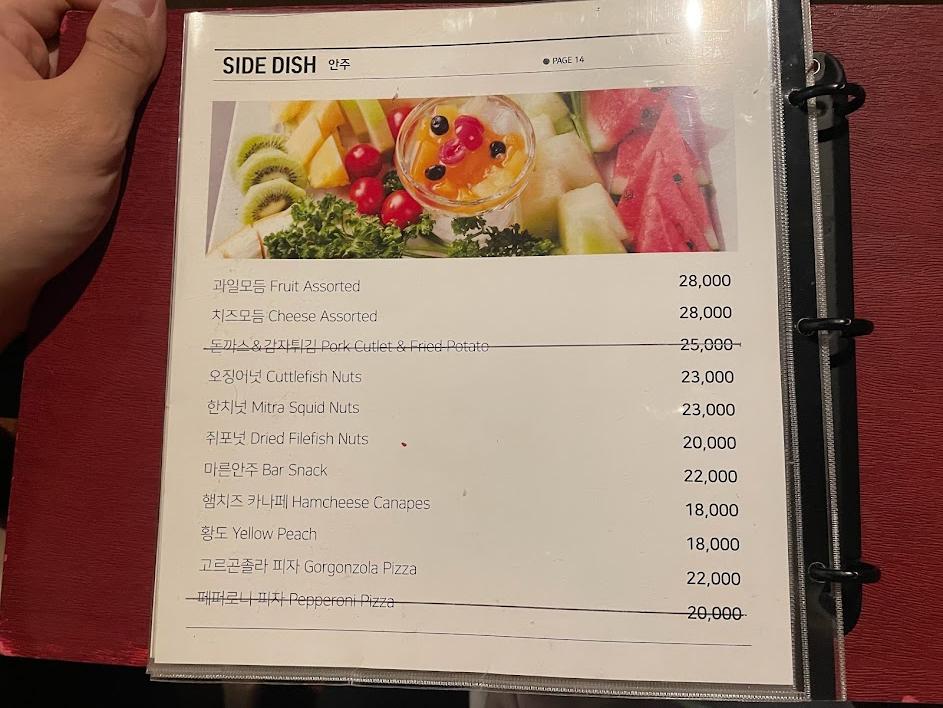 SIDE DISH 안주 ● PAGE 14
과일모듬 Fruit Assorted 28,000
치즈모듬 Cheese Assorted 28,000
돈까스&감자튀김 Pork Cutlet & Fried Potato 25,000
오징어넛 Cuttlefish Nuts 23,000
한치넛 Mitra Squid Nuts 23,000
쥐포넛 Dried Filefish Nuts 20,000
마른안주 Bar Snack 22,000
햄치즈 카나페 Hamcheese Canapes 18,000
황도 Yellow Peach 18,000
고르곤졸라 피자 Gorgonzola Pizza 22,000
페퍼로니 피자 Pepperoni Pizza 20,000